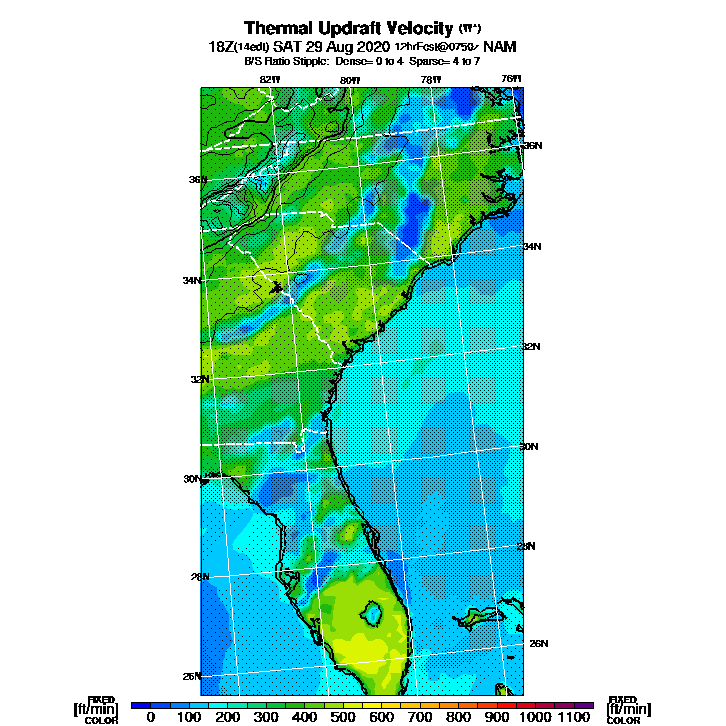 Thermal Updraft Velocity (W*)
18Z(14edt) SAT 29 Aug 2020 12hrFcst@0750z NAM
B/S Ratio Stipple: Dense= 0 to 4 Sparse= 4 to 7
82W 80W 78W 76W
36N
36N
34N
34N
32N
32N
30N
30N
28N
28N
26N
26N
FIXED FIXED
[ft/min] 0 100 200 300 400 500 600 700 800 900 1000 1100 [ft/min]
COLOR COLOR